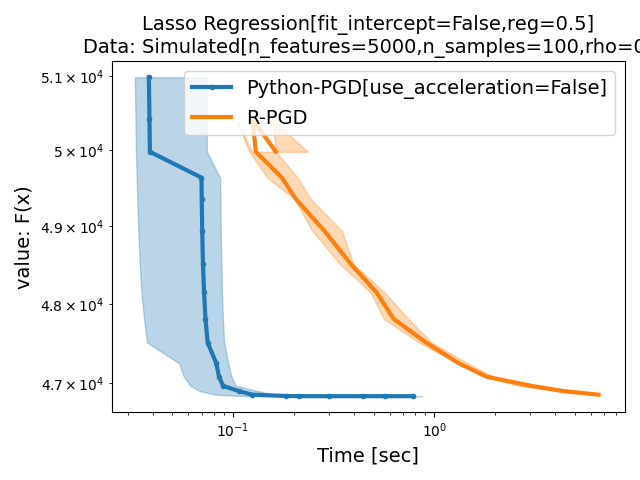 Lasso Regression[fit_intercept=False,reg=0.5]
Data: Simulated[n_features=5000,n_samples=100,rho=0
Python-PGD[use_acceleration=False]
R-PGD
5.1 × 10⁴
5 × 10⁴
4.9 × 10⁴
4.8 × 10⁴
4.7 × 10⁴
value: F(x)
10⁻¹
10⁰
Time [sec]